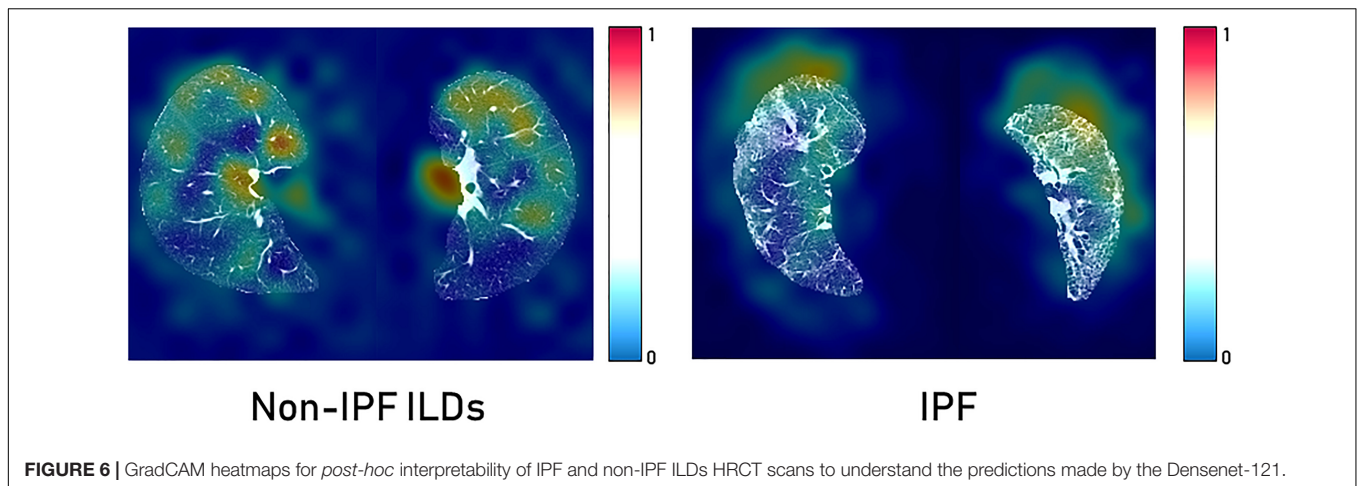 1
0
1
0
Non-IPF ILDs
IPF
FIGURE 6 | GradCAM heatmaps for post-hoc interpretability of IPF and non-IPF ILDs HRCT scans to understand the predictions made by the Densenet-121.